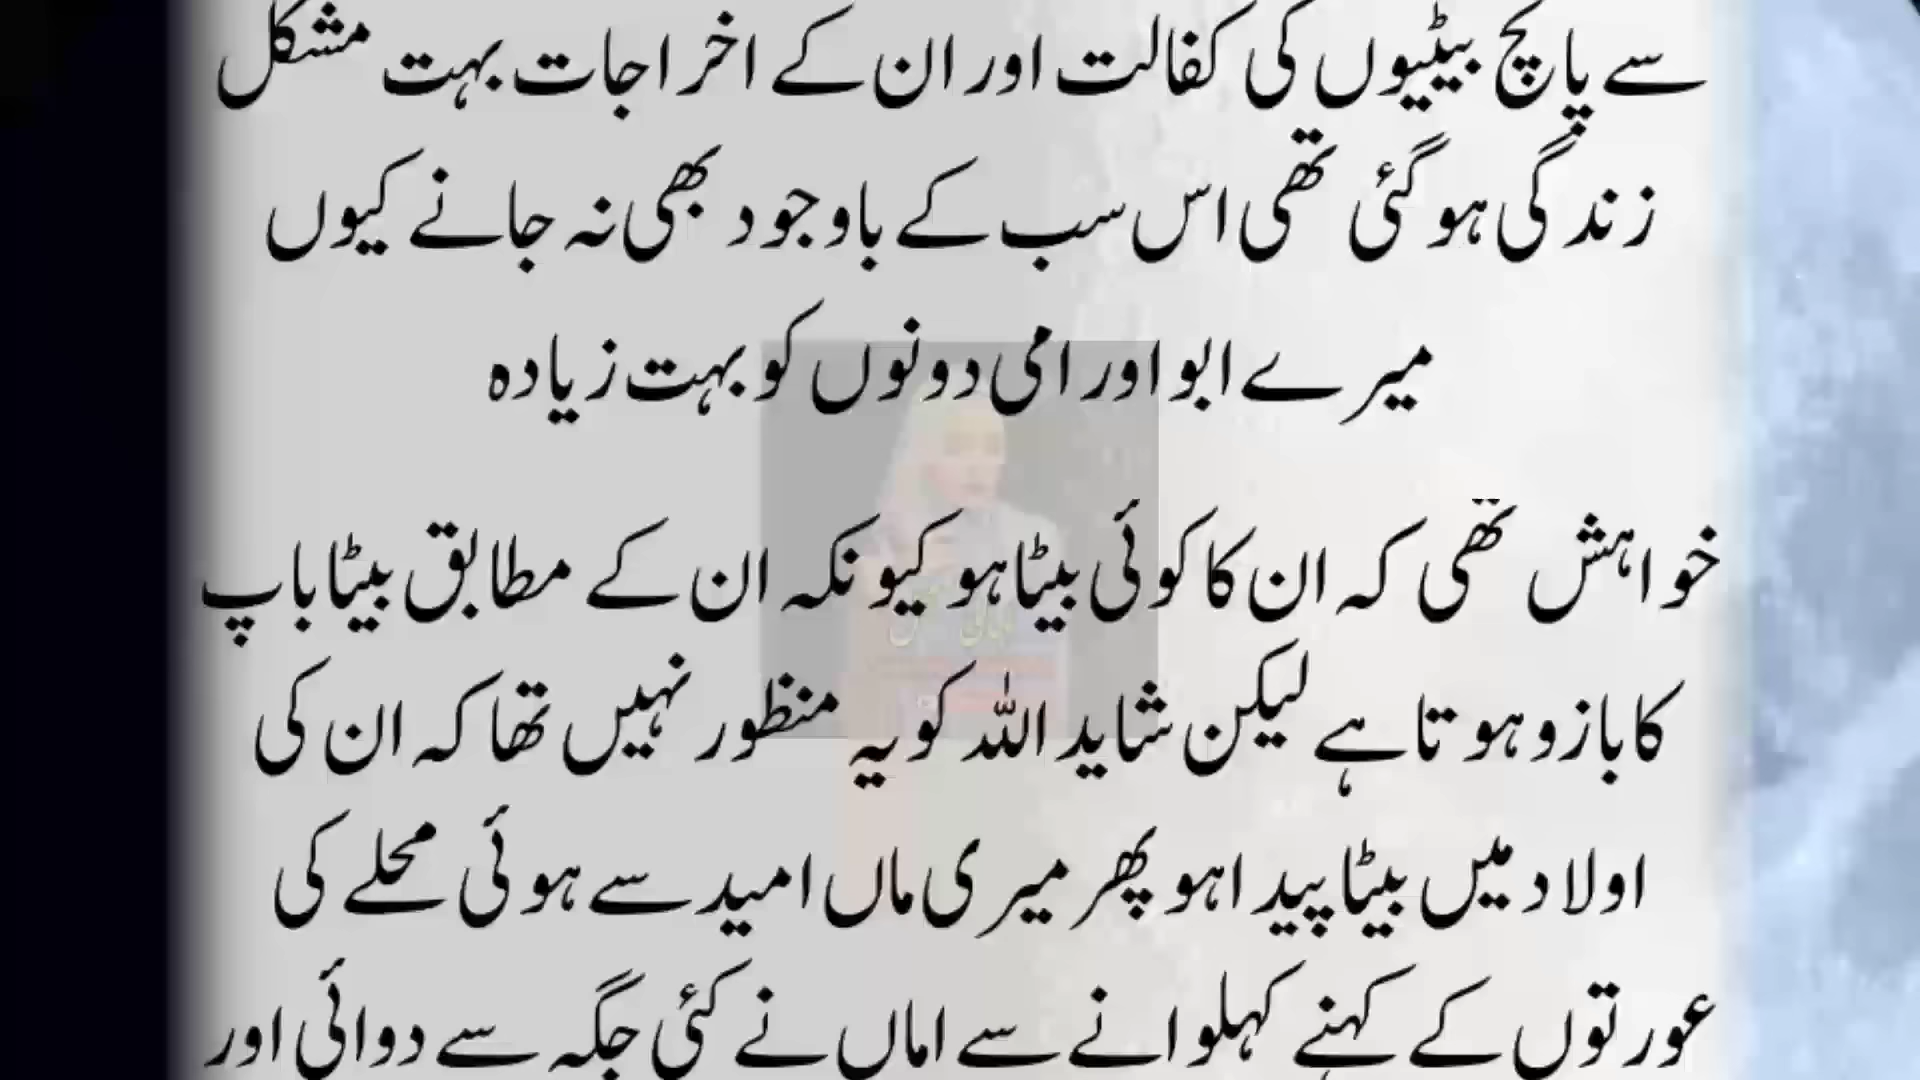 سے پانچ بیٹیوں کی کفالت اور ان کے اخراجات بہت مشکل
زندگی ہو گئی تھی اس سب کے باوجود بھی نہ جانے کیوں
میرے ابو اور امی دونوں کو بہت زیادہ
خواہش تھی کہ ان کا کوئی بیٹا ہو کیونکہ ان کے مطابق بیٹا باپ
کا بازو ہوتا ہے لیکن شاید اللہ کو یہ منظور نہیں تھا کہ ان کی
اولاد میں بیٹا پیدا ہو پھر میری ماں امید سے ہوئی محلے کی
عورتوں کے کہنے کہلوانے سے اماں نے کئی جگہ سے دوائی اور